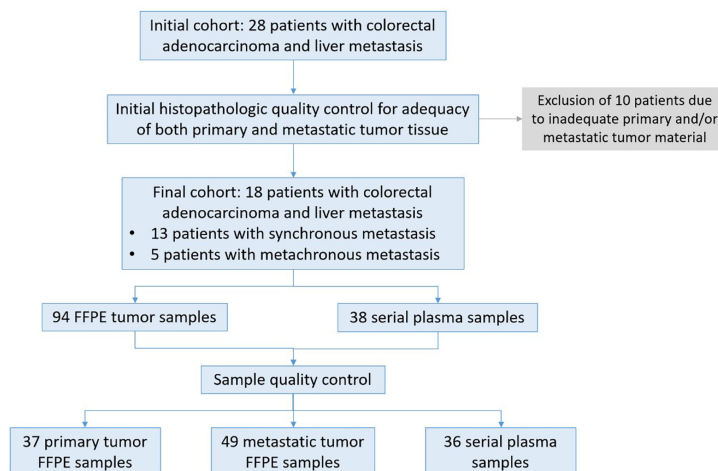 Initial cohort: 28 patients with colorectal
adenocarcinoma and liver metastasis
Initial histopathologic quality control for adequacy
of both primary and metastatic tumor tissue
Exclusion of 10 patients due
to inadequate primary and/or
metastatic tumor material
Final cohort: 18 patients with colorectal
adenocarcinoma and liver metastasis
• 13 patients with synchronous metastasis
• 5 patients with metachronous metastasis
94 FFPE tumor samples
38 serial plasma samples
Sample quality control
37 primary tumor
FFPE samples
49 metastatic tumor
FFPE samples
36 serial plasma
samples